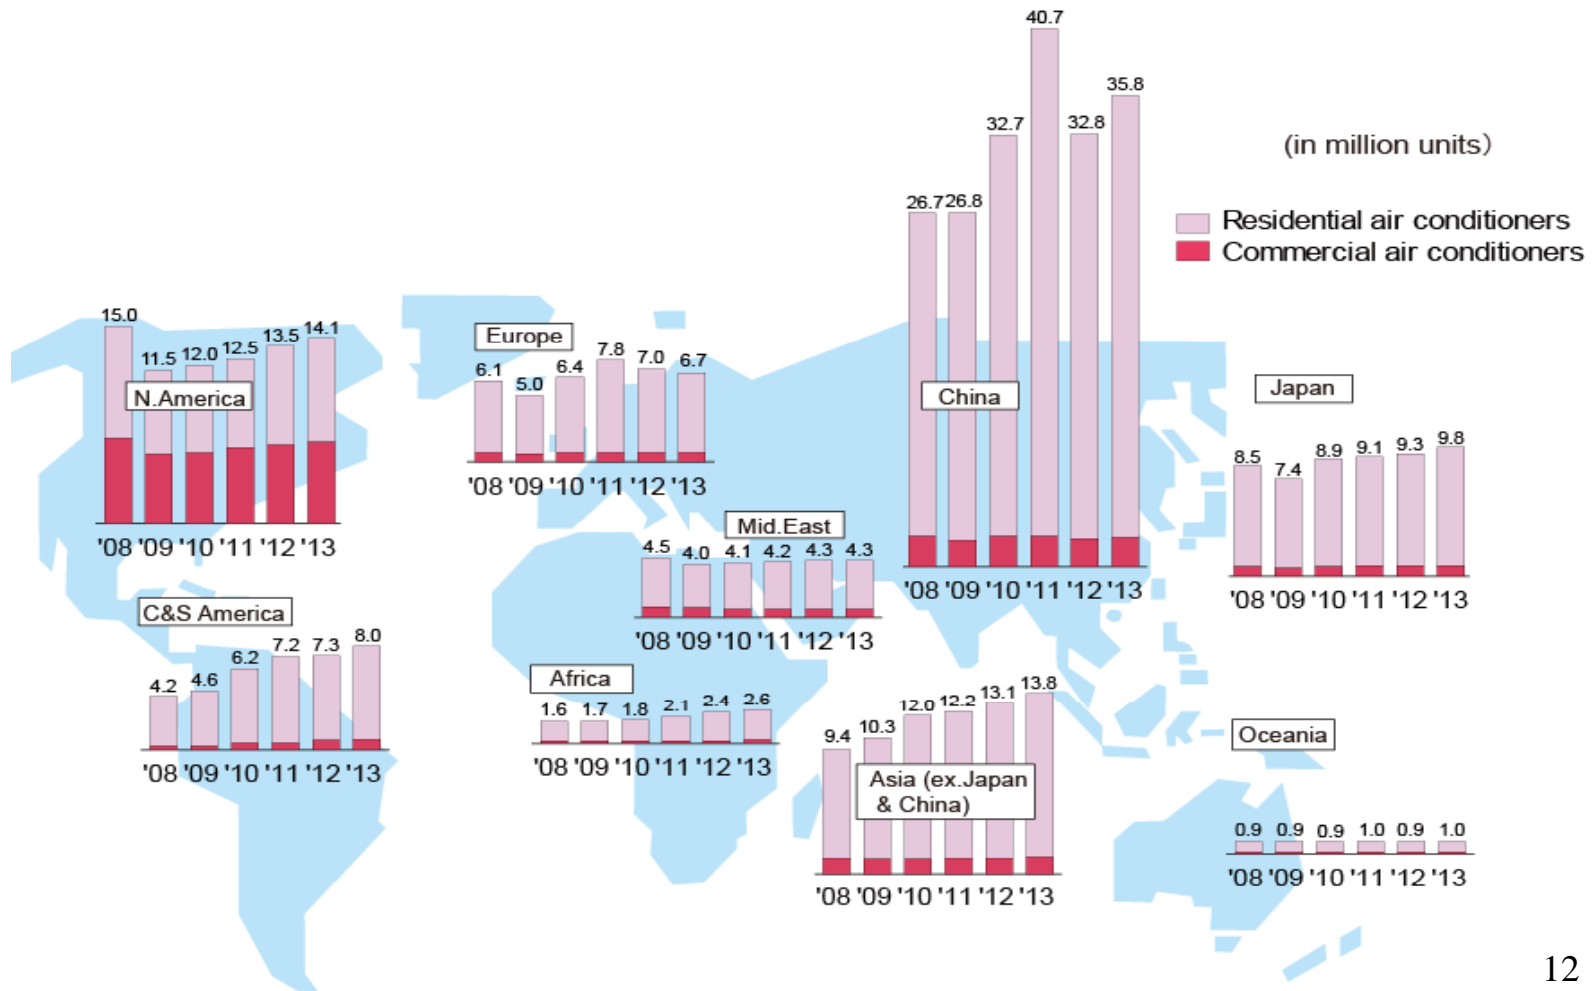 (in million units)
Residential air conditioners
Commercial air conditioners
N.America
15.0 11.5 12.0 12.5 13.5 14.1
'08 '09 '10 '11 '12 '13
Europe
6.1 5.0 6.4 7.8 7.0 6.7
'08 '09 '10 '11 '12 '13
China
26.7 26.8 32.7 40.7 32.8 35.8
'08 '09 '10 '11 '12 '13
Japan
8.5 7.4 8.9 9.1 9.3 9.8
'08 '09 '10 '11 '12 '13
Mid.East
4.5 4.0 4.1 4.2 4.3 4.3
'08 '09 '10 '11 '12 '13
C&S America
4.2 4.6 6.2 7.2 7.3 8.0
'08 '09 '10 '11 '12 '13
Africa
1.6 1.7 1.8 2.1 2.4 2.6
'08 '09 '10 '11 '12 '13
9.4 10.3 12.0 12.2 13.1 13.8
Asia (ex.Japan
& China)
'08 '09 '10 '11 '12 '13
Oceania
0.9 0.9 0.9 1.0 0.9 1.0
'08 '09 '10 '11 '12 '13
12